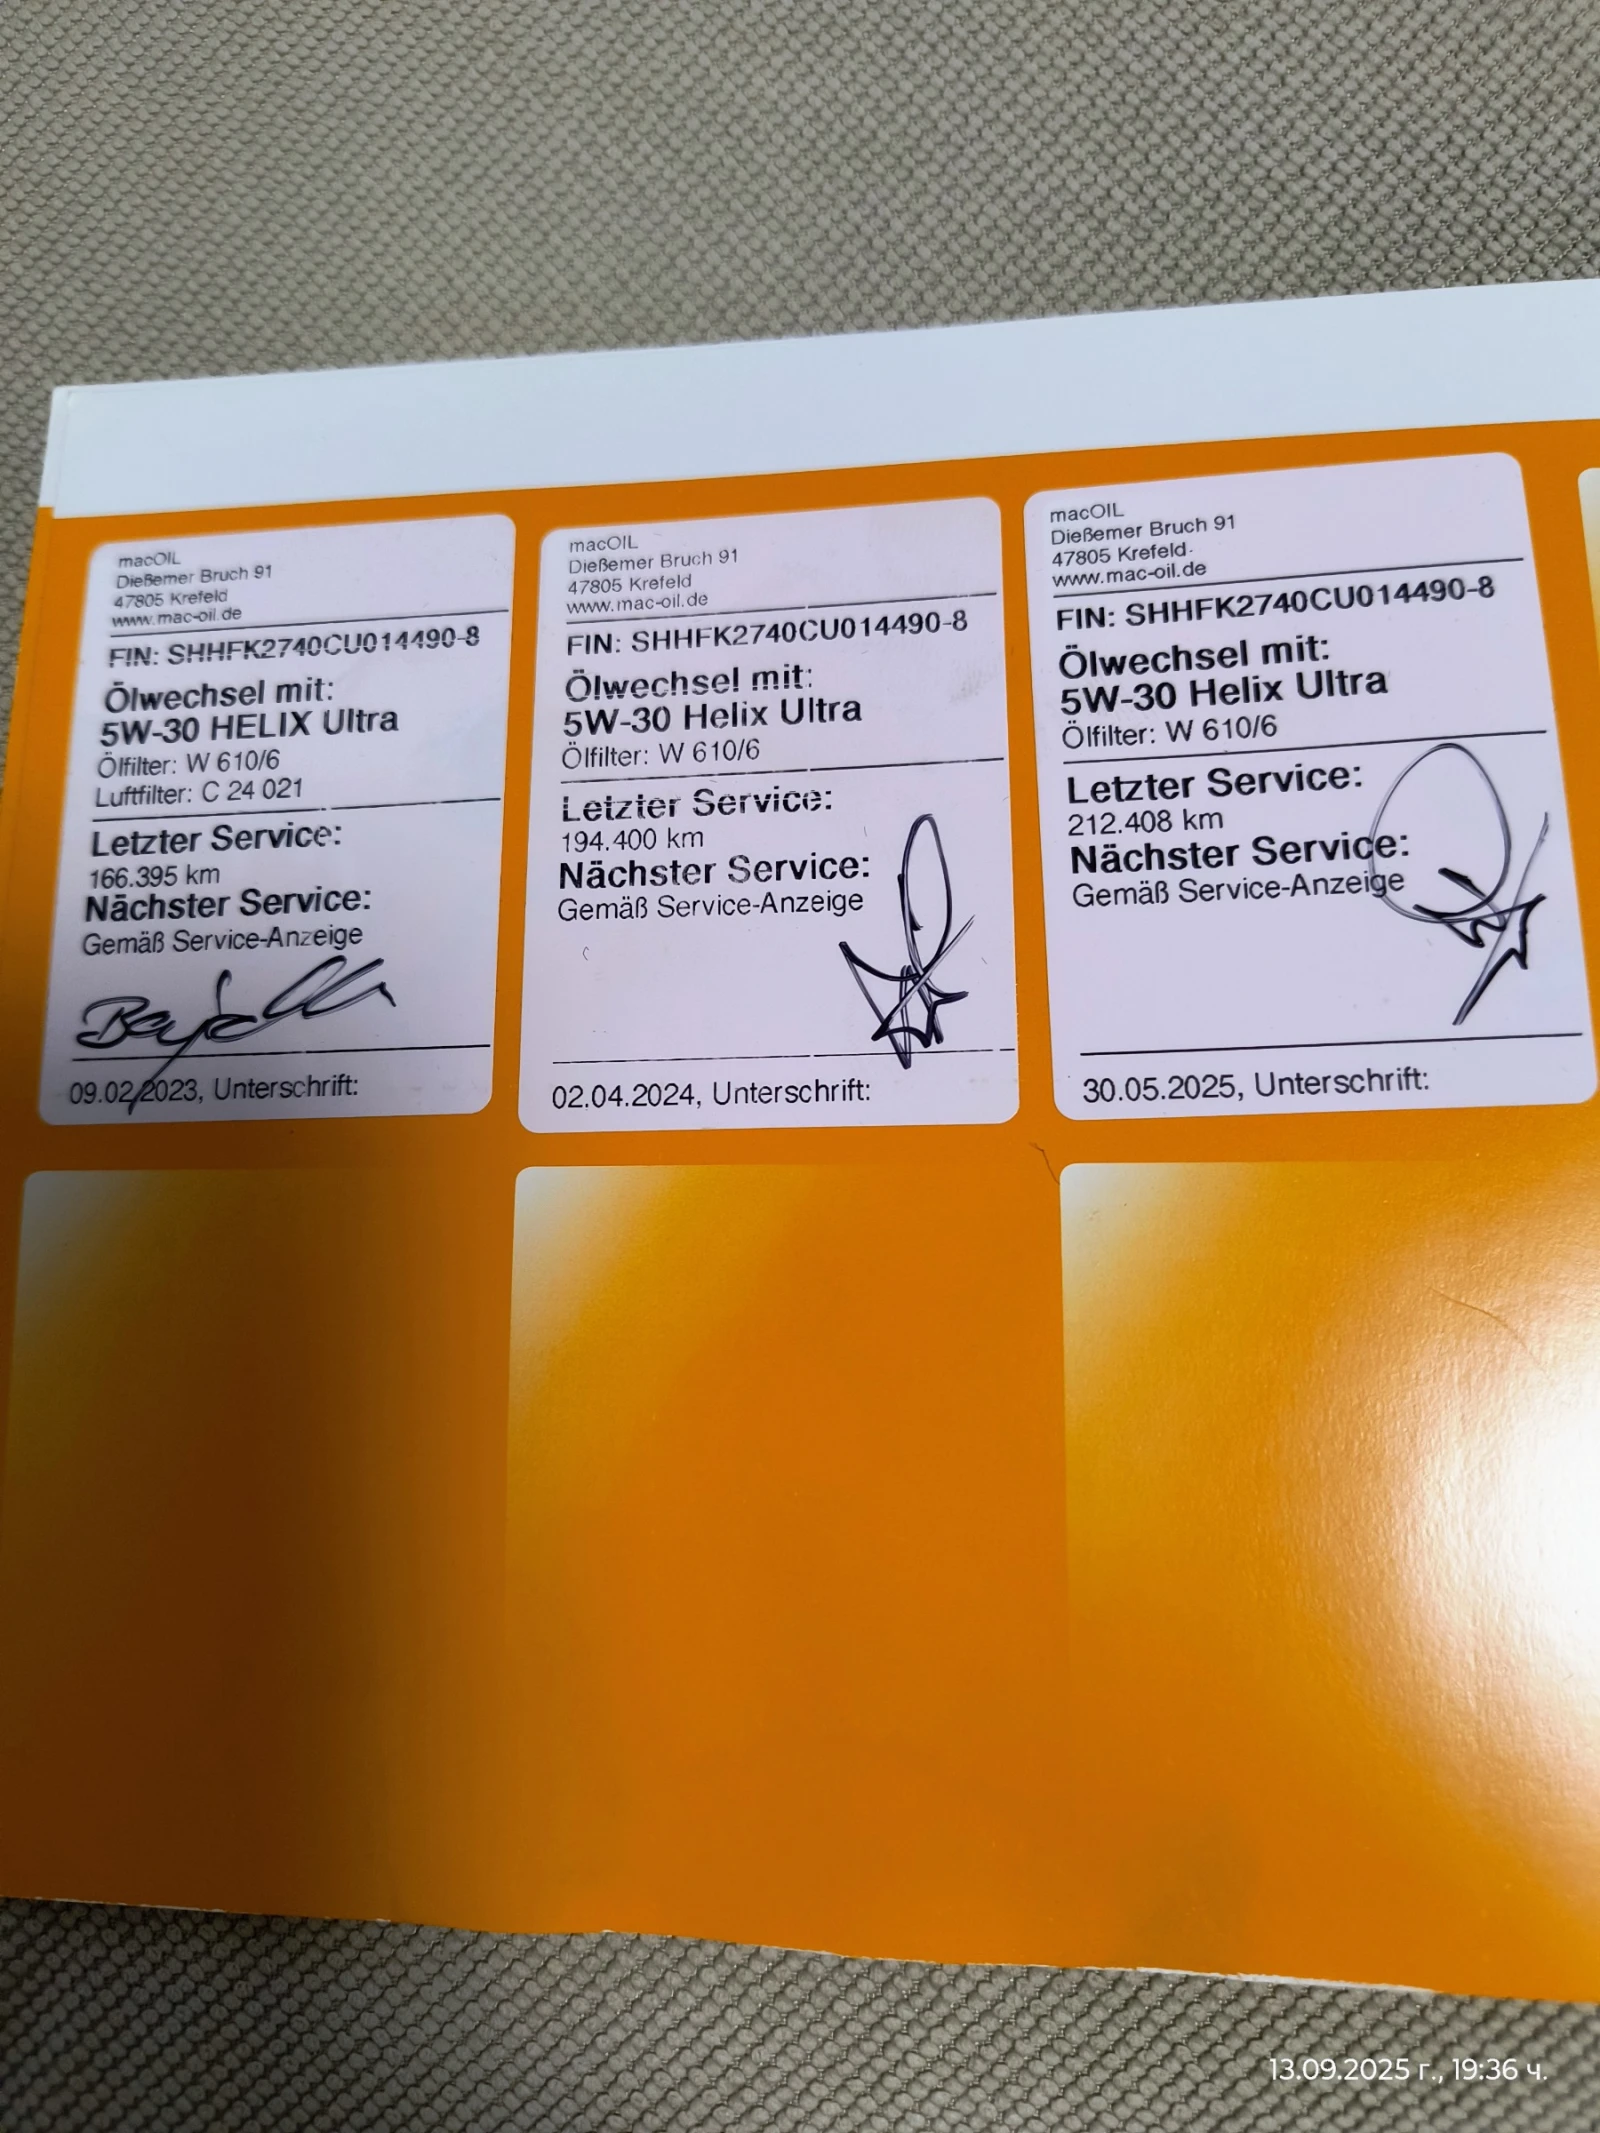 macOIL
Dießemer Bruch 91
47805 Krefeld
www.mac-oil.de
FIN: SHHFK2740CU014490-8
Ölwechsel mit:
5W-30 HELIX Ultra
Ölfilter: W 610/6
Luftfilter: C 24 021
Letzter Service:
166.395 km
Nächster Service:
Gemäß Service-Anzeige
09.02.2023, Unterschrift:
macOIL
Dießemer Bruch 91
47805 Krefeld
www.mac-oil.de
FIN: SHHFK2740CU014490-8
Ölwechsel mit:
5W-30 Helix Ultra
Ölfilter: W 610/6
Letzter Service:
194.400 km
Nächster Service:
Gemäß Service-Anzeige
02.04.2024, Unterschrift:
macOIL
Dießemer Bruch 91
47805 Krefeld
www.mac-oil.de
FIN: SHHFK2740CU014490-8
Ölwechsel mit:
5W-30 Helix Ultra
Ölfilter: W 610/6
Letzter Service:
212.408 km
Nächster Service:
Gemäß Service-Anzeige
30.05.2025, Unterschrift:
13.09.2025 г., 19:36 ч.